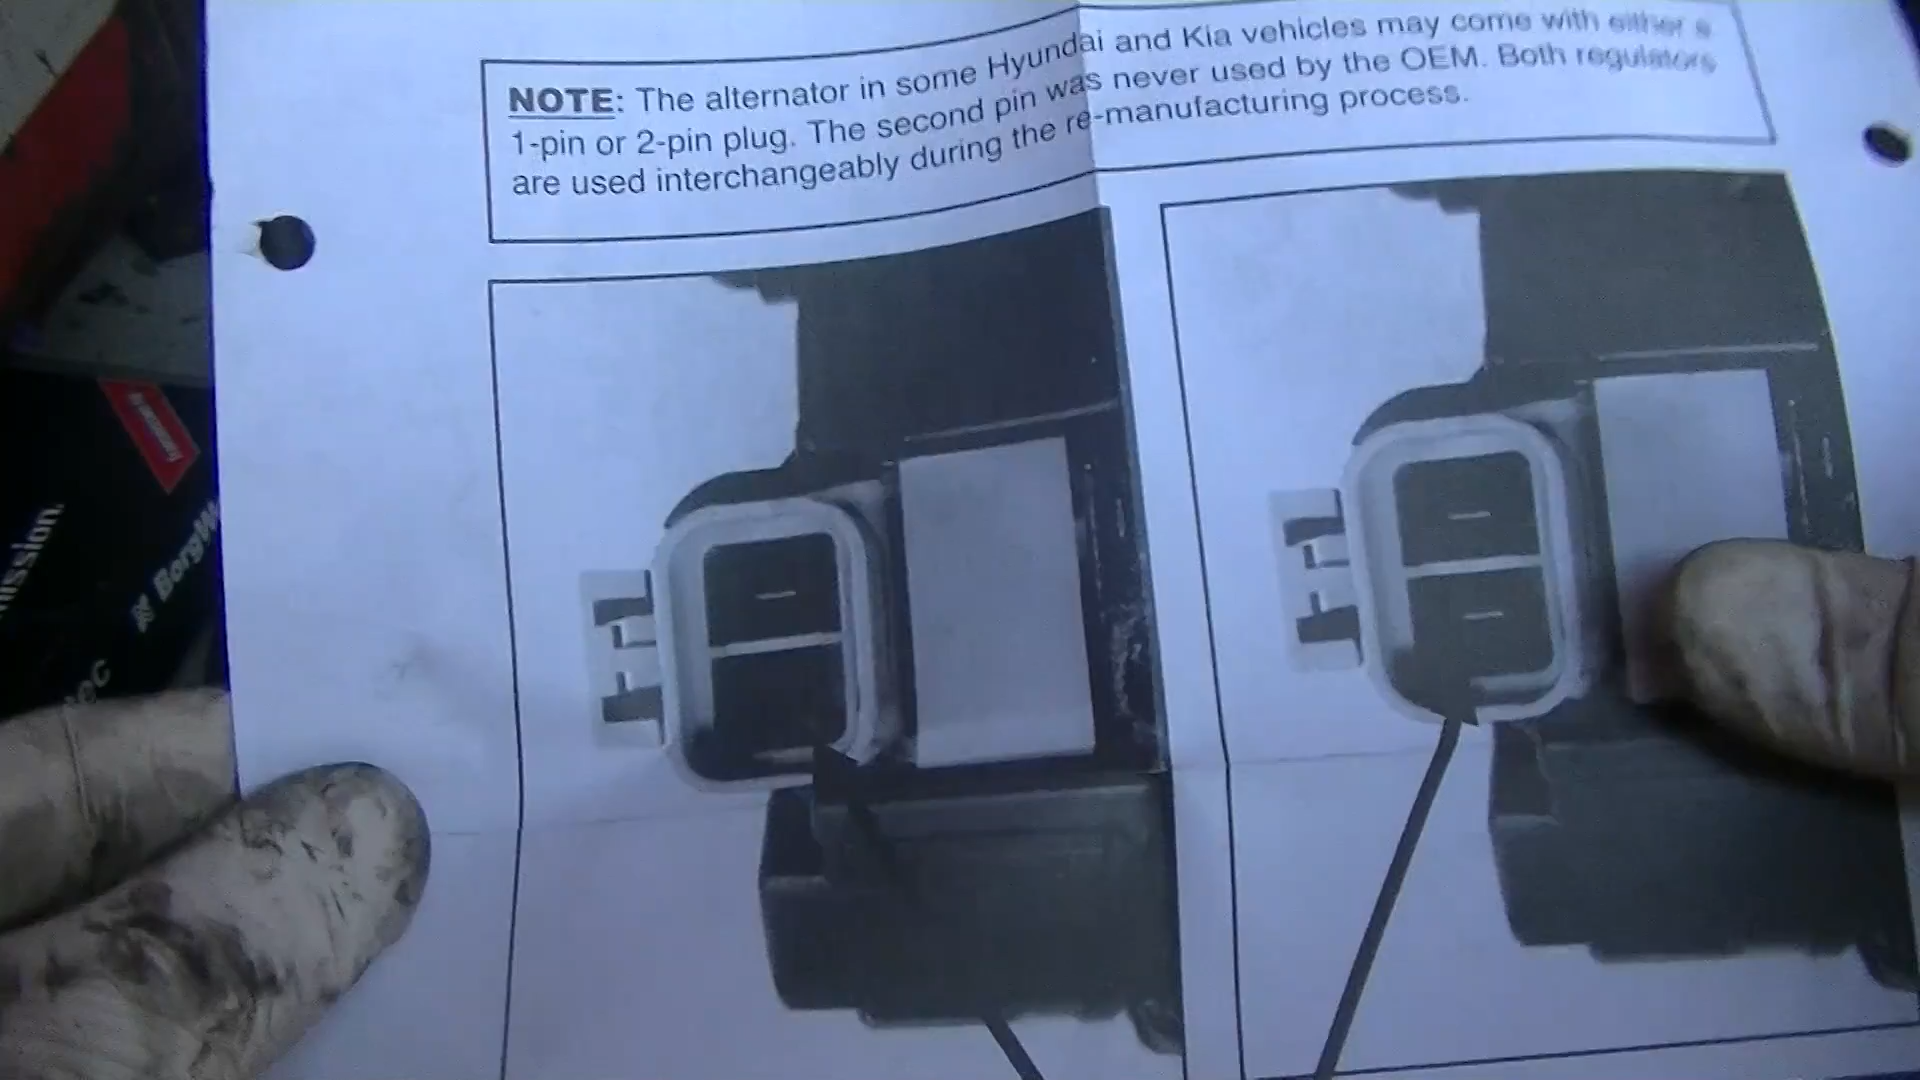 NOTE: The alternator in some Hyundai and Kia vehicles may come with either a
1-pin or 2-pin plug. The second pin was never used by the OEM. Both regulators
are used interchangeably during the re-manufacturing process.
ission.
BorgW